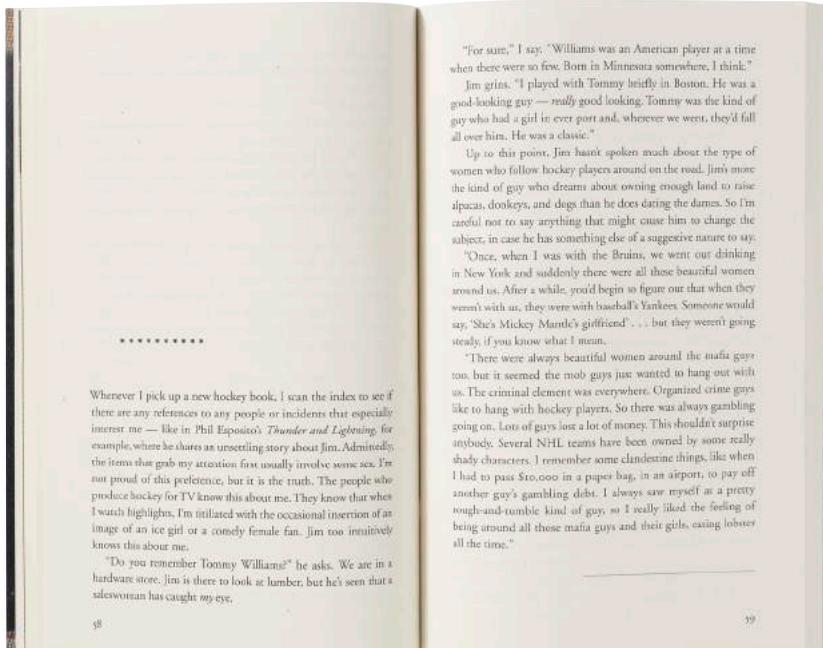 Whenever I pick up a new hockey book, I scan the index to see if
there are any references to any people or incidents that especially
interest me — like in Phil Esposito's Thunder and Lightning, for
example, where he shares an unsettling story about Jim. Admittedly,
the items that grab my attention first usually involve some sex. I'm
not proud of this preference, but it is the truth. The people who
produce hockey for TV know this about me. They know that when
I watch highlights, I'm titillated with the occasional insertion of an
image of an ice girl or a comely female fan. Jim too intuitively
knows this about me.
"Do you remember Tommy Williams?" he asks. We are in a
hardware store. Jim is there to look at lumber, but he's seen that a
saleswoman has caught my eye.
58
"For sure," I say. "Williams was an American player at a time
when there were so few. Born in Minnesota somewhere, I think."
Jim grins. "I played with Tommy briefly in Boston. He was a
good-looking guy — really good looking. Tommy was the kind of
guy who had a girl in ever port and, wherever we went, they'd fall
all over him. He was a classic."
Up to this point, Jim hasn't spoken much about the type of
women who follow hockey players around on the road. Jim's more
the kind of guy who dreams about owning enough land to raise
alpacas, donkeys, and dogs than he does dating the dames. So I'm
careful not to say anything that might cause him to change the
subject, in case he has something else of a suggestive nature to say.
"Once, when I was with the Bruins, we went out drinking
in New York and suddenly there were all these beautiful women
around us. After a while, you'd begin to figure out that when they
weren't with us, they were with baseball's Yankees. Someone would
say, 'She's Mickey Mantle's girlfriend' . . . but they weren't going
steady, if you know what I mean.
"There were always beautiful women around the mafia guys
too, but it seemed the mob guys just wanted to hang out with
us. The criminal element was everywhere. Organized crime guys
like to hang with hockey players. So there was always gambling
going on. Lots of guys lost a lot of money. This shouldn't surprise
anybody. Several NHL teams have been owned by some really
shady characters. I remember some clandestine things, like when
I had to pass $10,000 in a paper bag, in an airport, to pay off
another guy's gambling debt. I always saw myself as a pretty
rough-and-tumble kind of guy, so I really liked the feeling of
being around all those mafia guys and their girls, eating lobster
all the time."
59